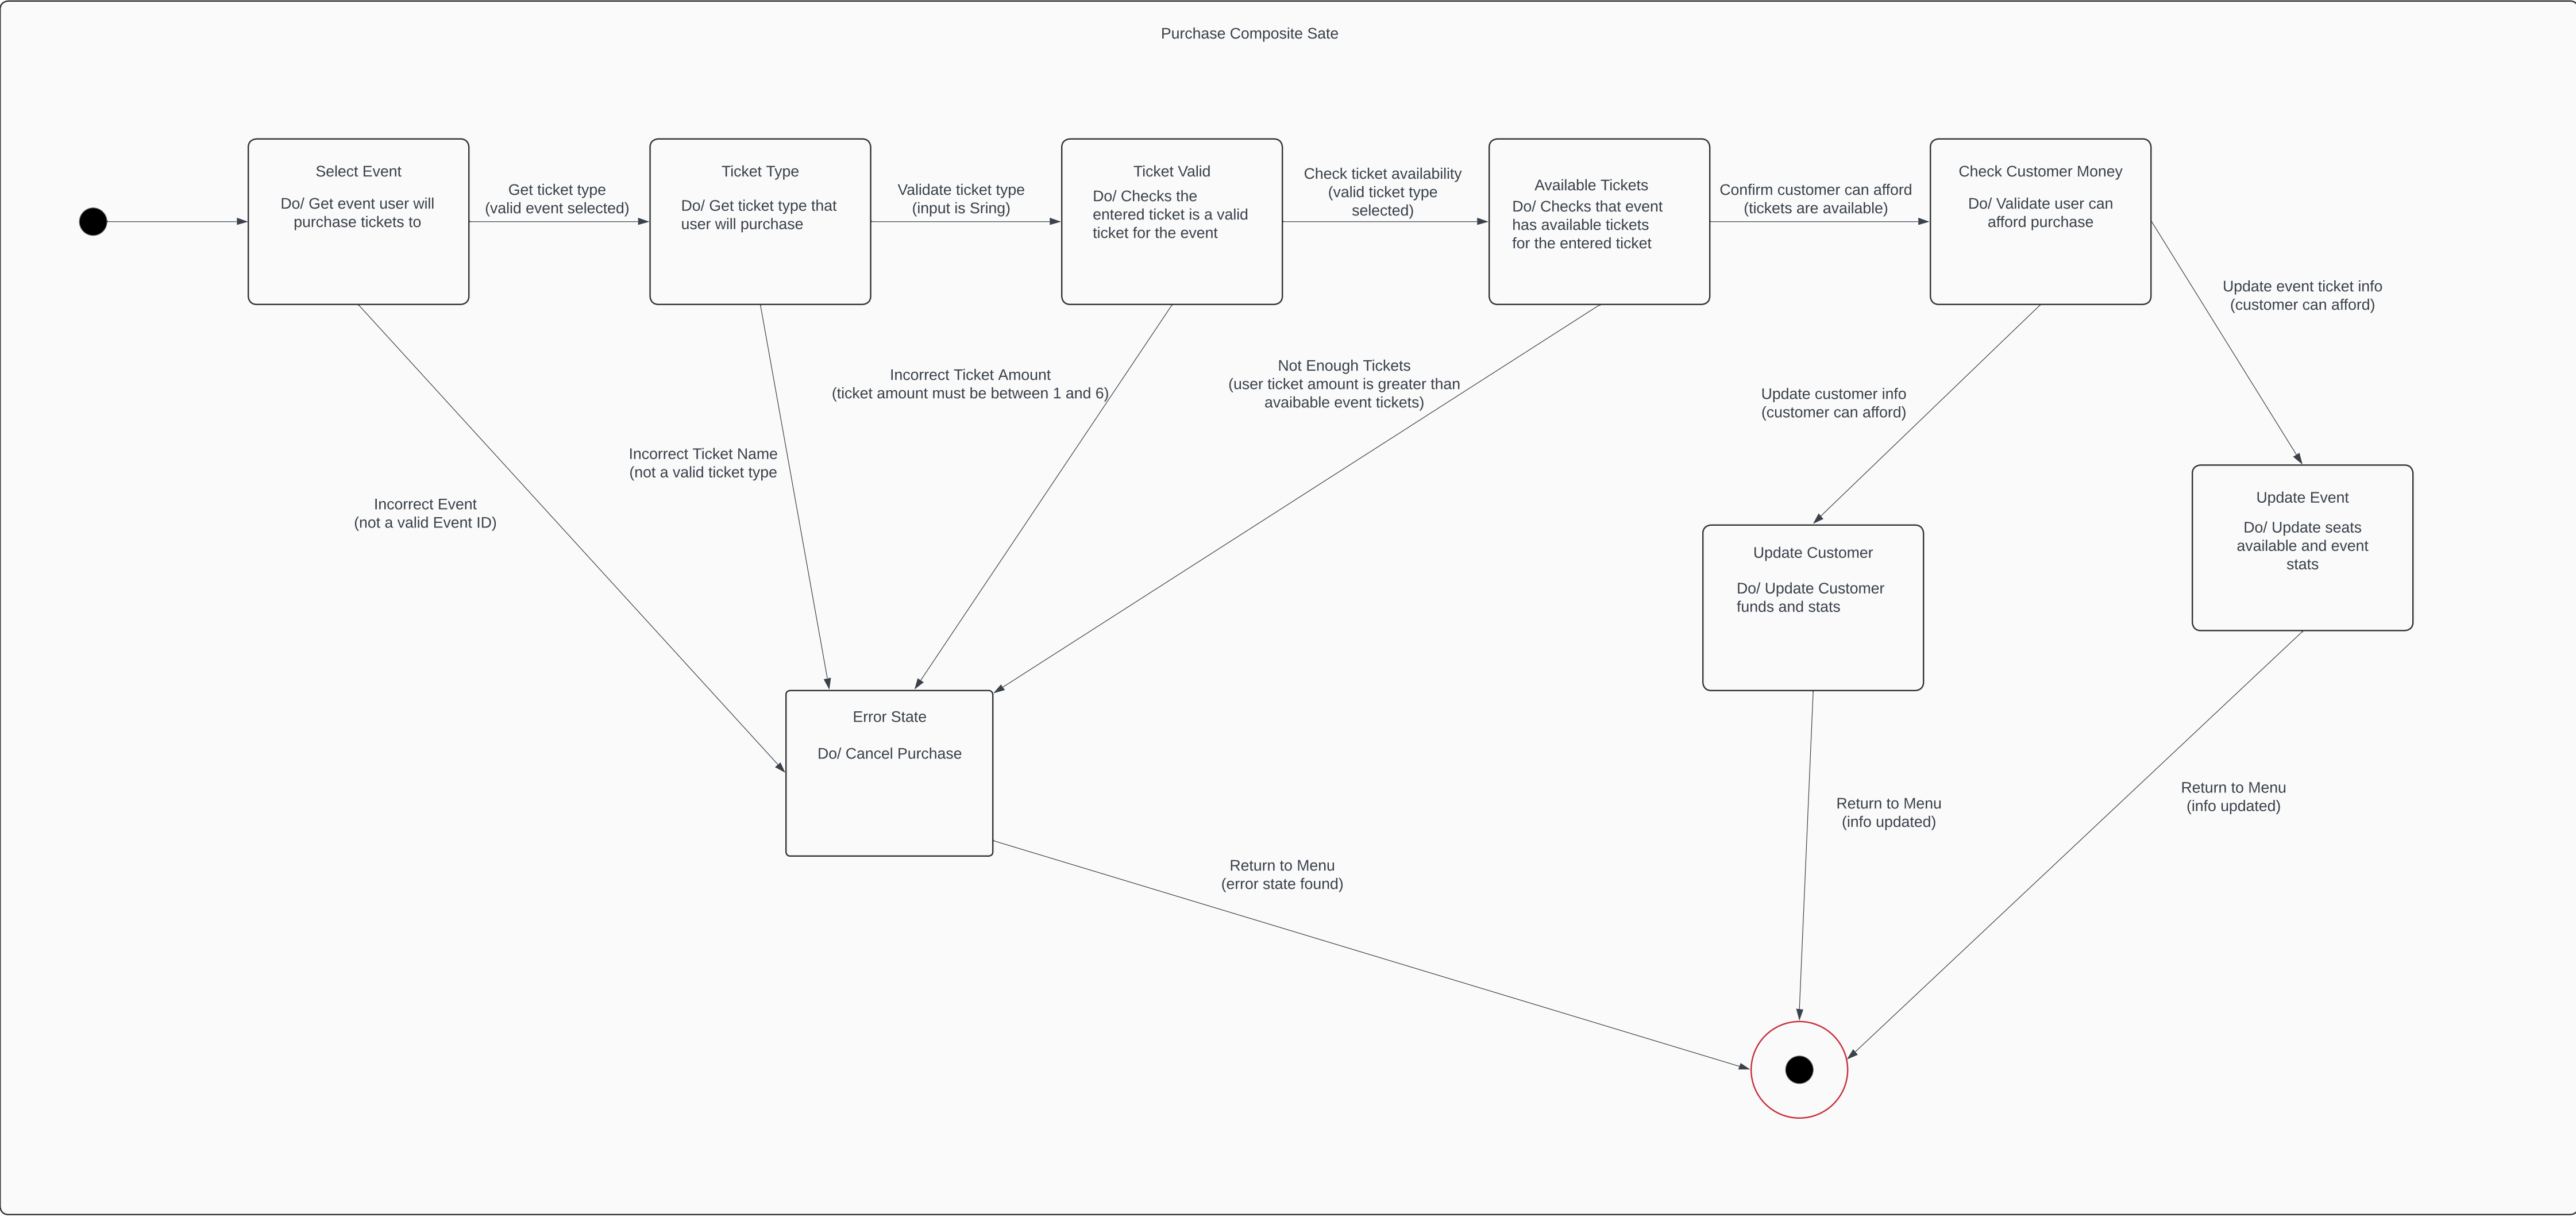 Purchase Composite Sate
Select Event
Do/ Get event user will
purchase tickets to
Get ticket type
(valid event selected)
Ticket Type
Do/ Get ticket type that
user will purchase
Validate ticket type
(input is Sring)
Ticket Valid
Do/ Checks the
entered ticket is a valid
ticket for the event
Check ticket availability
(valid ticket type
selected)
Available Tickets
Do/ Checks that event
has available tickets
for the entered ticket
Confirm customer can afford
(tickets are available)
Check Customer Money
Do/ Validate user can
afford purchase
Update event ticket info
(customer can afford)
Incorrect Ticket Amount
(ticket amount must be between 1 and 6)
Not Enough Tickets
(user ticket amount is greater than
avaibable event tickets)
Update customer info
(customer can afford)
Incorrect Ticket Name
(not a valid ticket type
Incorrect Event
(not a valid Event ID)
Update Event
Do/ Update seats
available and event
stats
Update Customer
Do/ Update Customer
funds and stats
Error State
Do/ Cancel Purchase
Return to Menu
(info updated)
Return to Menu
(info updated)
Return to Menu
(error state found)